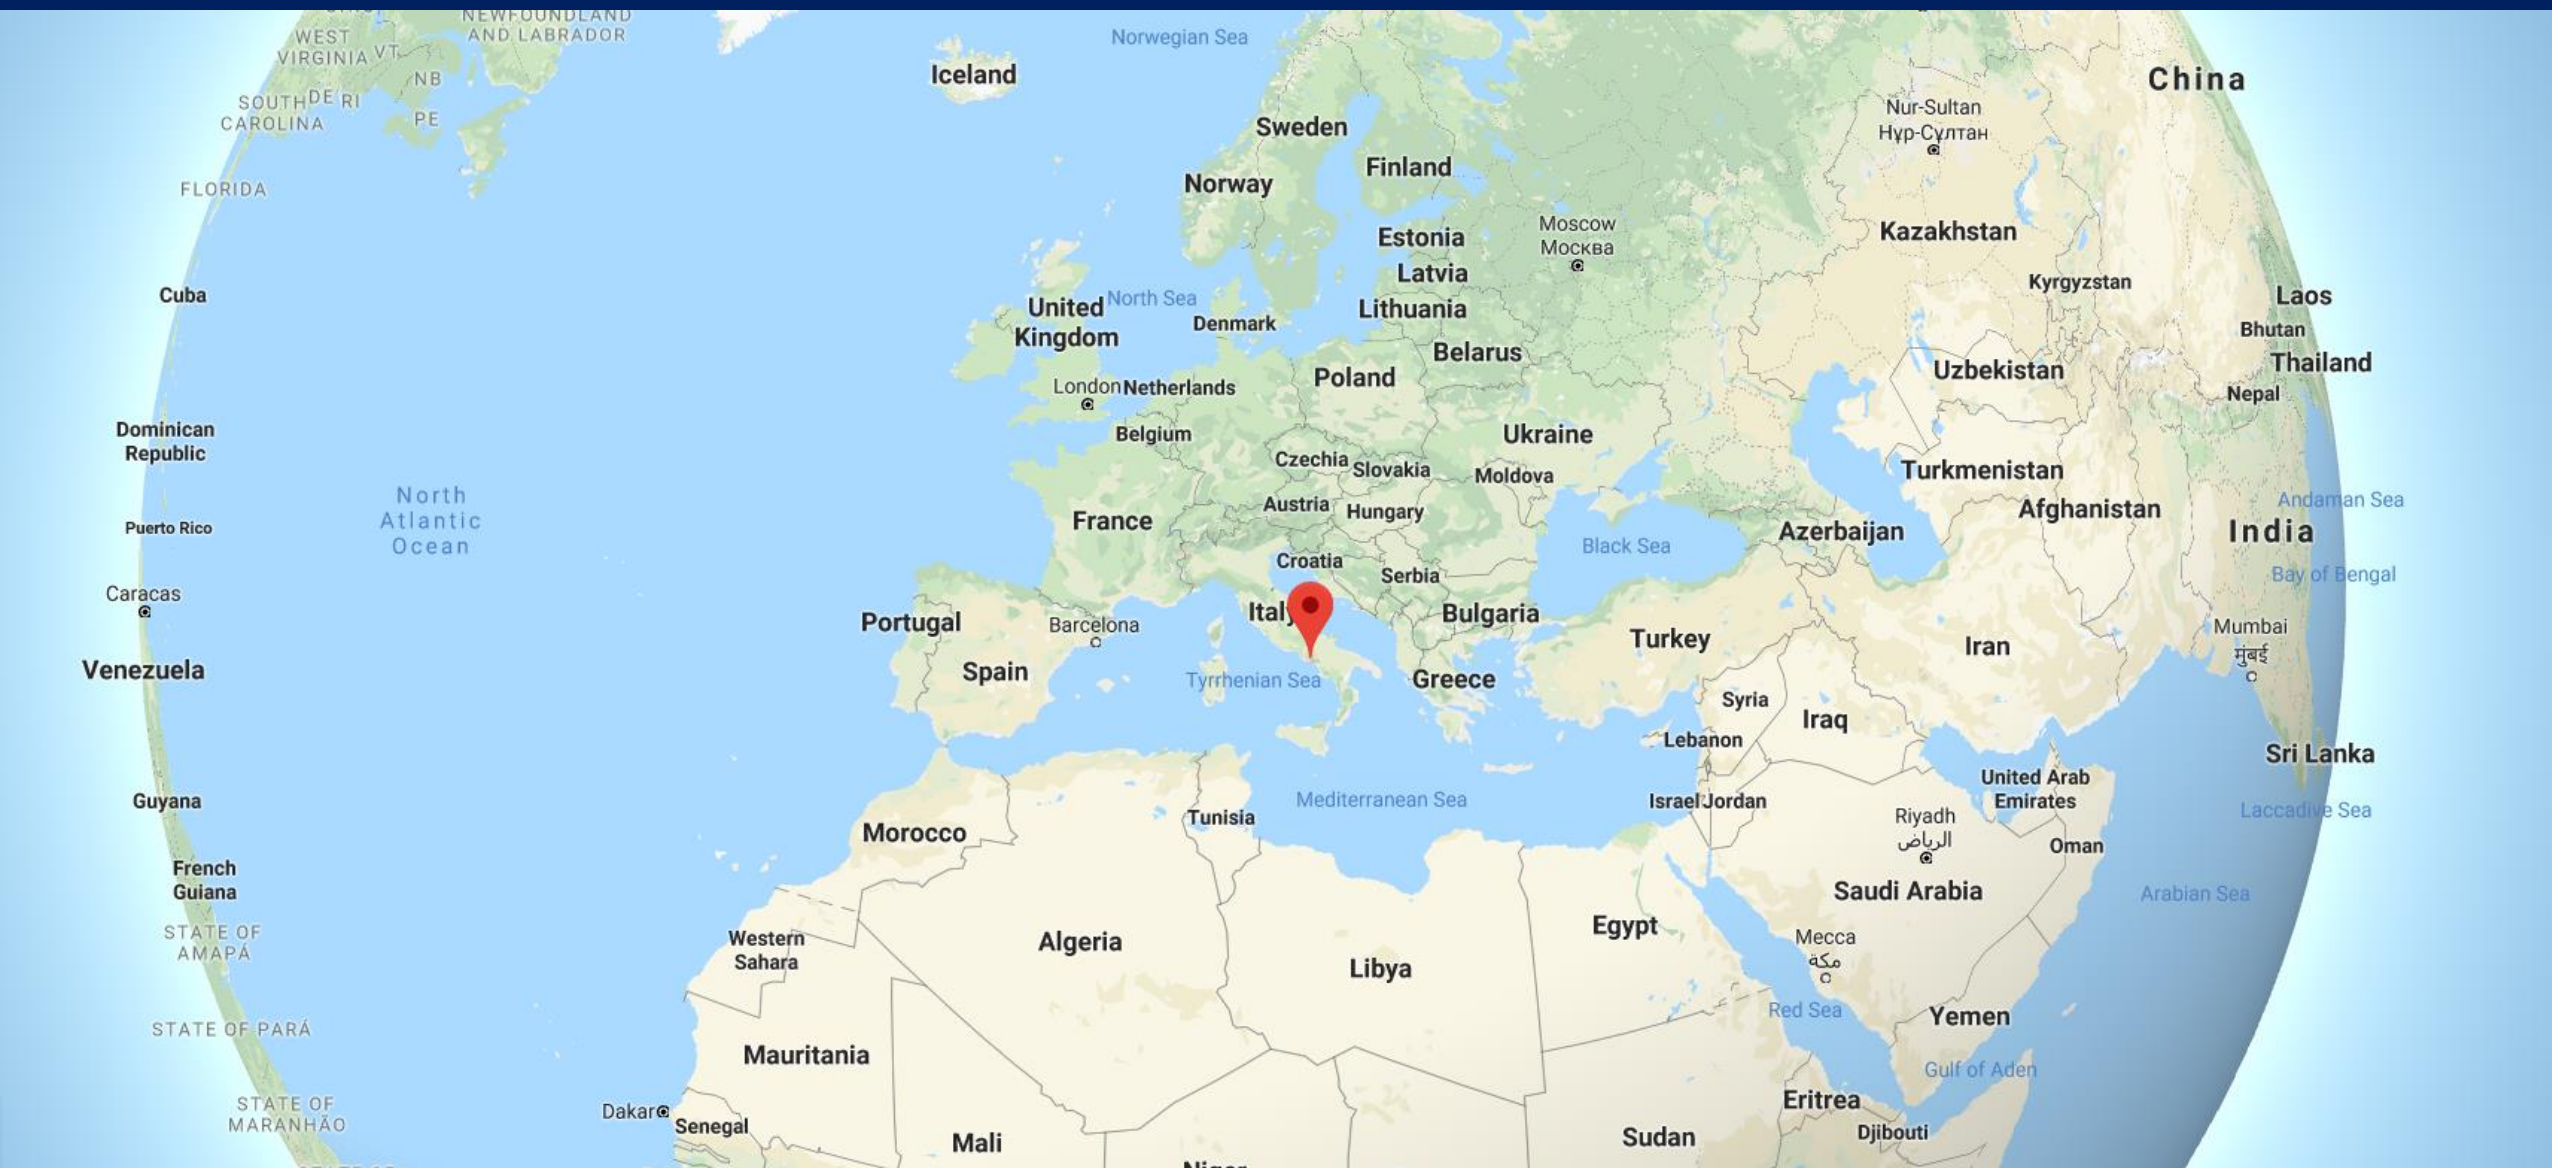 NEWFOUNDLAND
AND LABRADOR
WEST
VIRGINIA
VT
NB
SOUTH
CAROLINA
DE
RI
PE
FLORIDA
Norwegian Sea
Iceland
China
Nur-Sultan
Нұр-Сұлтан
Sweden
Finland
Norway
Moscow
Москва
Estonia
Latvia
Lithuania
Kazakhstan
Kyrgyzstan
Laos
Bhutan
Thailand
Nepal
Cuba
United
Kingdom
North Sea
Denmark
Belarus
Uzbekistan
London
Netherlands
Poland
Belgium
Ukraine
Dominican
Republic
Czechia
Slovakia
Moldova
Turkmenistan
North
Atlantic
Ocean
France
Austria
Hungary
Afghanistan
Andaman Sea
India
Puerto Rico
Croatia
Serbia
Black Sea
Azerbaijan
Bay of Bengal
Caracas
Portugal
Barcelona
Italy
Bulgaria
Turkey
Iran
Mumbai
मुंबई
Venezuela
Spain
Tyrrhenian Sea
Greece
Syria
Iraq
Lebanon
Sri Lanka
Guyana
Morocco
Tunisia
Mediterranean Sea
Israel
Jordan
United Arab
Emirates
Riyadh
الرياض
Oman
Laccadive Sea
French
Guiana
Saudi Arabia
Arabian Sea
STATE OF
AMAPÁ
Western
Sahara
Algeria
Libya
Egypt
Mecca
مكة
Red Sea
Yemen
STATE OF PARÁ
Mauritania
Gulf of Aden
STATE OF
MARANHÃO
Dakar
Senegal
Mali
Niger
Sudan
Eritrea
Djibouti